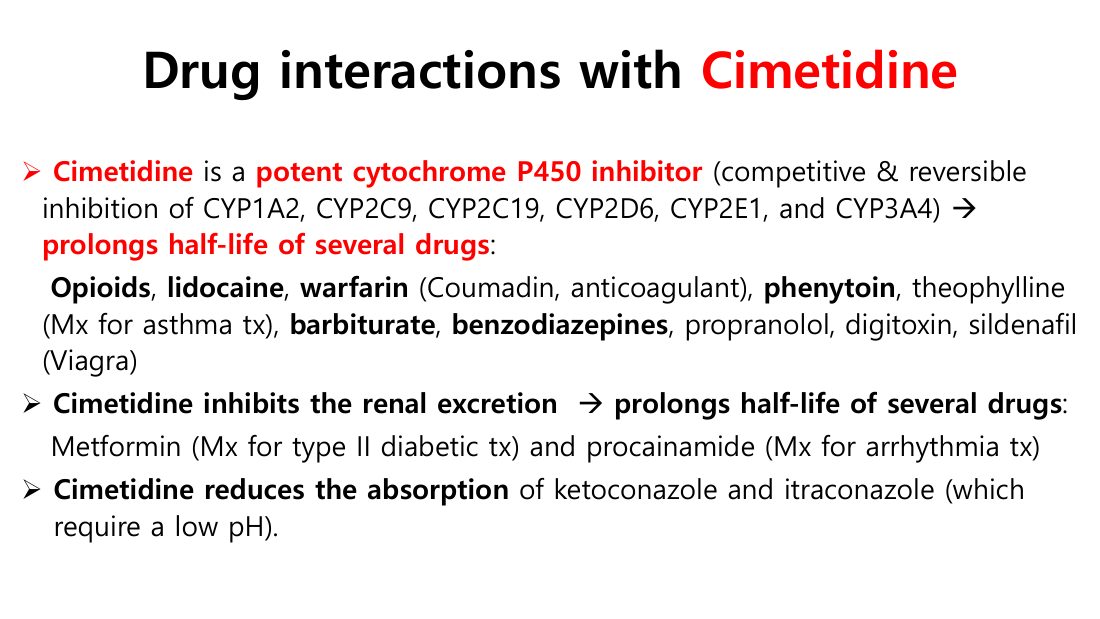 Drug interactions with Cimetidine
➢ Cimetidine is a potent cytochrome P450 inhibitor (competitive & reversible
inhibition of CYP1A2, CYP2C9, CYP2C19, CYP2D6, CYP2E1, and CYP3A4) →
prolongs half-life of several drugs:
Opioids, lidocaine, warfarin (Coumadin, anticoagulant), phenytoin, theophylline
(Mx for asthma tx), barbiturate, benzodiazepines, propranolol, digitoxin, sildenafil
(Viagra)
➢ Cimetidine inhibits the renal excretion → prolongs half-life of several drugs:
Metformin (Mx for type II diabetic tx) and procainamide (Mx for arrhythmia tx)
➢ Cimetidine reduces the absorption of ketoconazole and itraconazole (which
require a low pH).